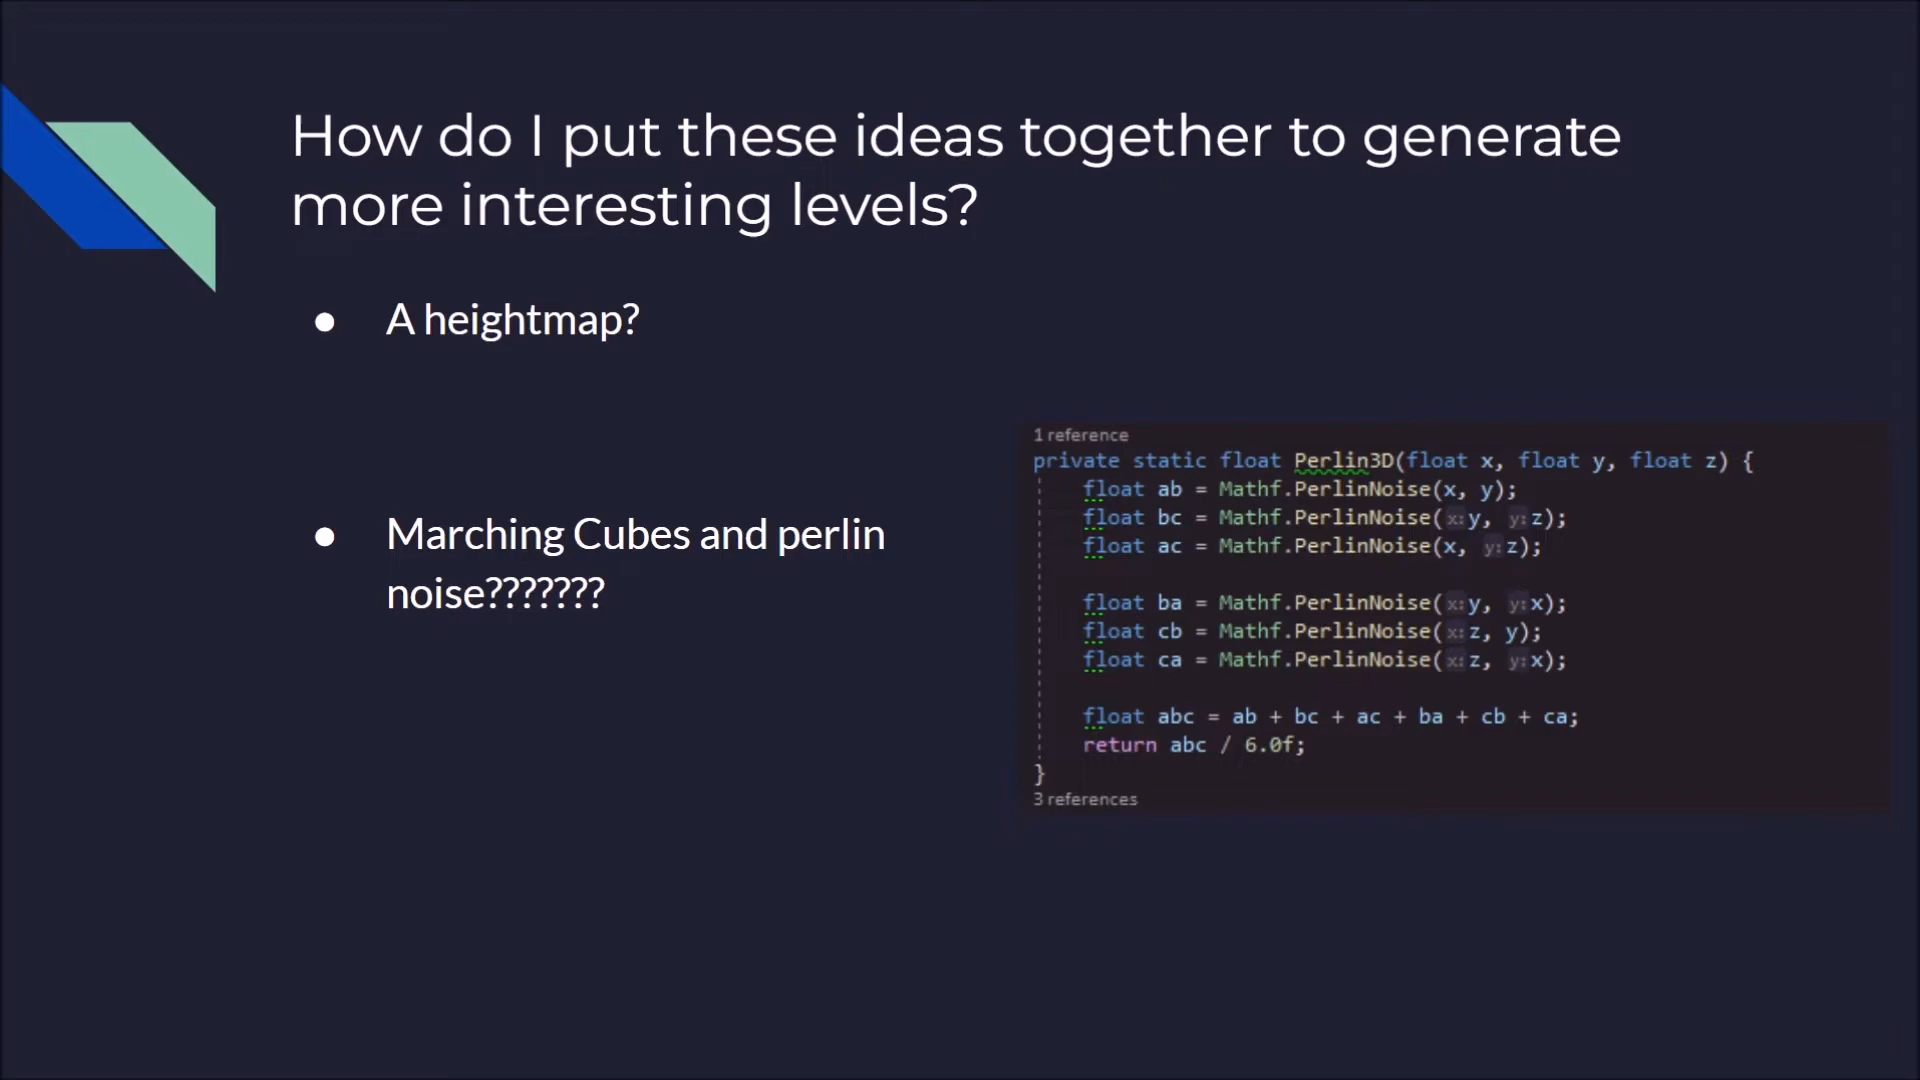 How do I put these ideas together to generate
more interesting levels?
● A heightmap?
● Marching Cubes and perlin
noise???????
1 reference
private static float Perlin3D(float x, float y, float z) {
float ab = Mathf.PerlinNoise(x, y);
float bc = Mathf.PerlinNoise(x:y, y:z);
float ac = Mathf.PerlinNoise(x, y:z);
float ba = Mathf.PerlinNoise(x:y, y:x);
float cb = Mathf.PerlinNoise(x:z, y);
float ca = Mathf.PerlinNoise(x:z, y:x);
float abc = ab + bc + ac + ba + cb + ca;
return abc / 6.0f;
}
3 references